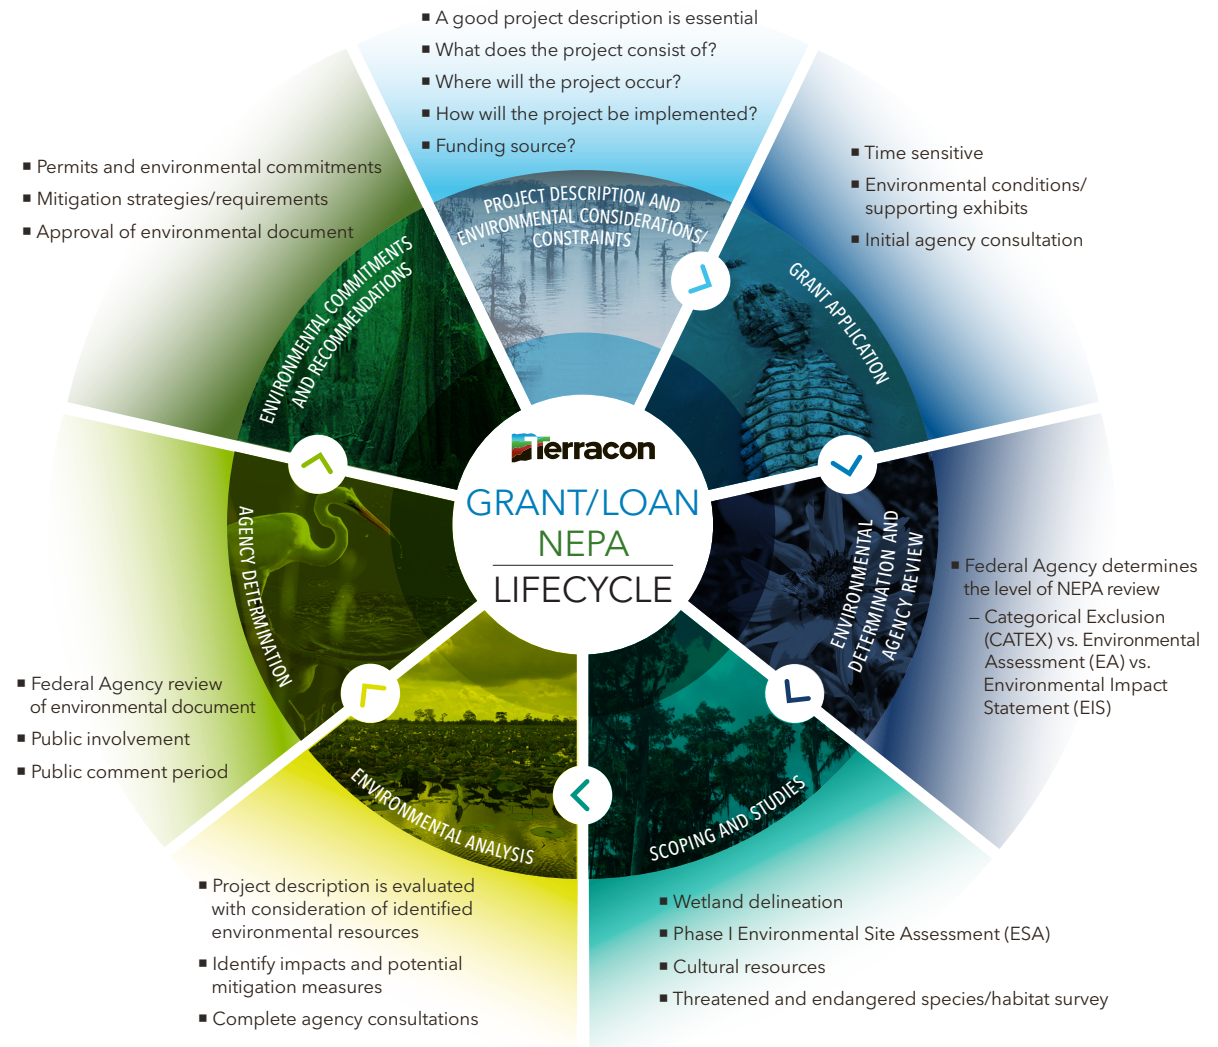 ■ A good project description is essential
■ What does the project consist of?
■ Where will the project occur?
■ How will the project be implemented?
■ Funding source?
PROJECT DESCRIPTION AND
ENVIRONMENTAL CONSIDERATIONS/
CONSTRAINTS
■ Time sensitive
■ Environmental conditions/
supporting exhibits
■ Initial agency consultation
GRANT APPLICATION
■ Federal Agency determines
the level of NEPA review
– Categorical Exclusion
(CATEX) vs. Environmental
Assessment (EA) vs.
Environmental Impact
Statement (EIS)
ENVIRONMENTAL
DETERMINATION AND
AGENCY REVIEW
■ Wetland delineation
■ Phase I Environmental Site Assessment (ESA)
■ Cultural resources
■ Threatened and endangered species/habitat survey
SCOPING AND STUDIES
■ Project description is evaluated
with consideration of identified
environmental resources
■ Identify impacts and potential
mitigation measures
■ Complete agency consultations
ENVIRONMENTAL ANALYSIS
■ Federal Agency review
of environmental document
■ Public involvement
■ Public comment period
AGENCY DETERMINATION
■ Permits and environmental commitments
■ Mitigation strategies/requirements
■ Approval of environmental document
ENVIRONMENTAL COMMITMENTS
AND RECOMMENDATIONS
Terracon
GRANT/LOAN
NEPA
LIFECYCLE